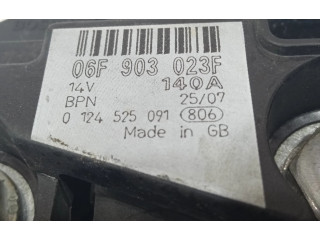 06F 903 023F
14V 140A
BPN 25/07
0 124 525 091 806
Made in GB